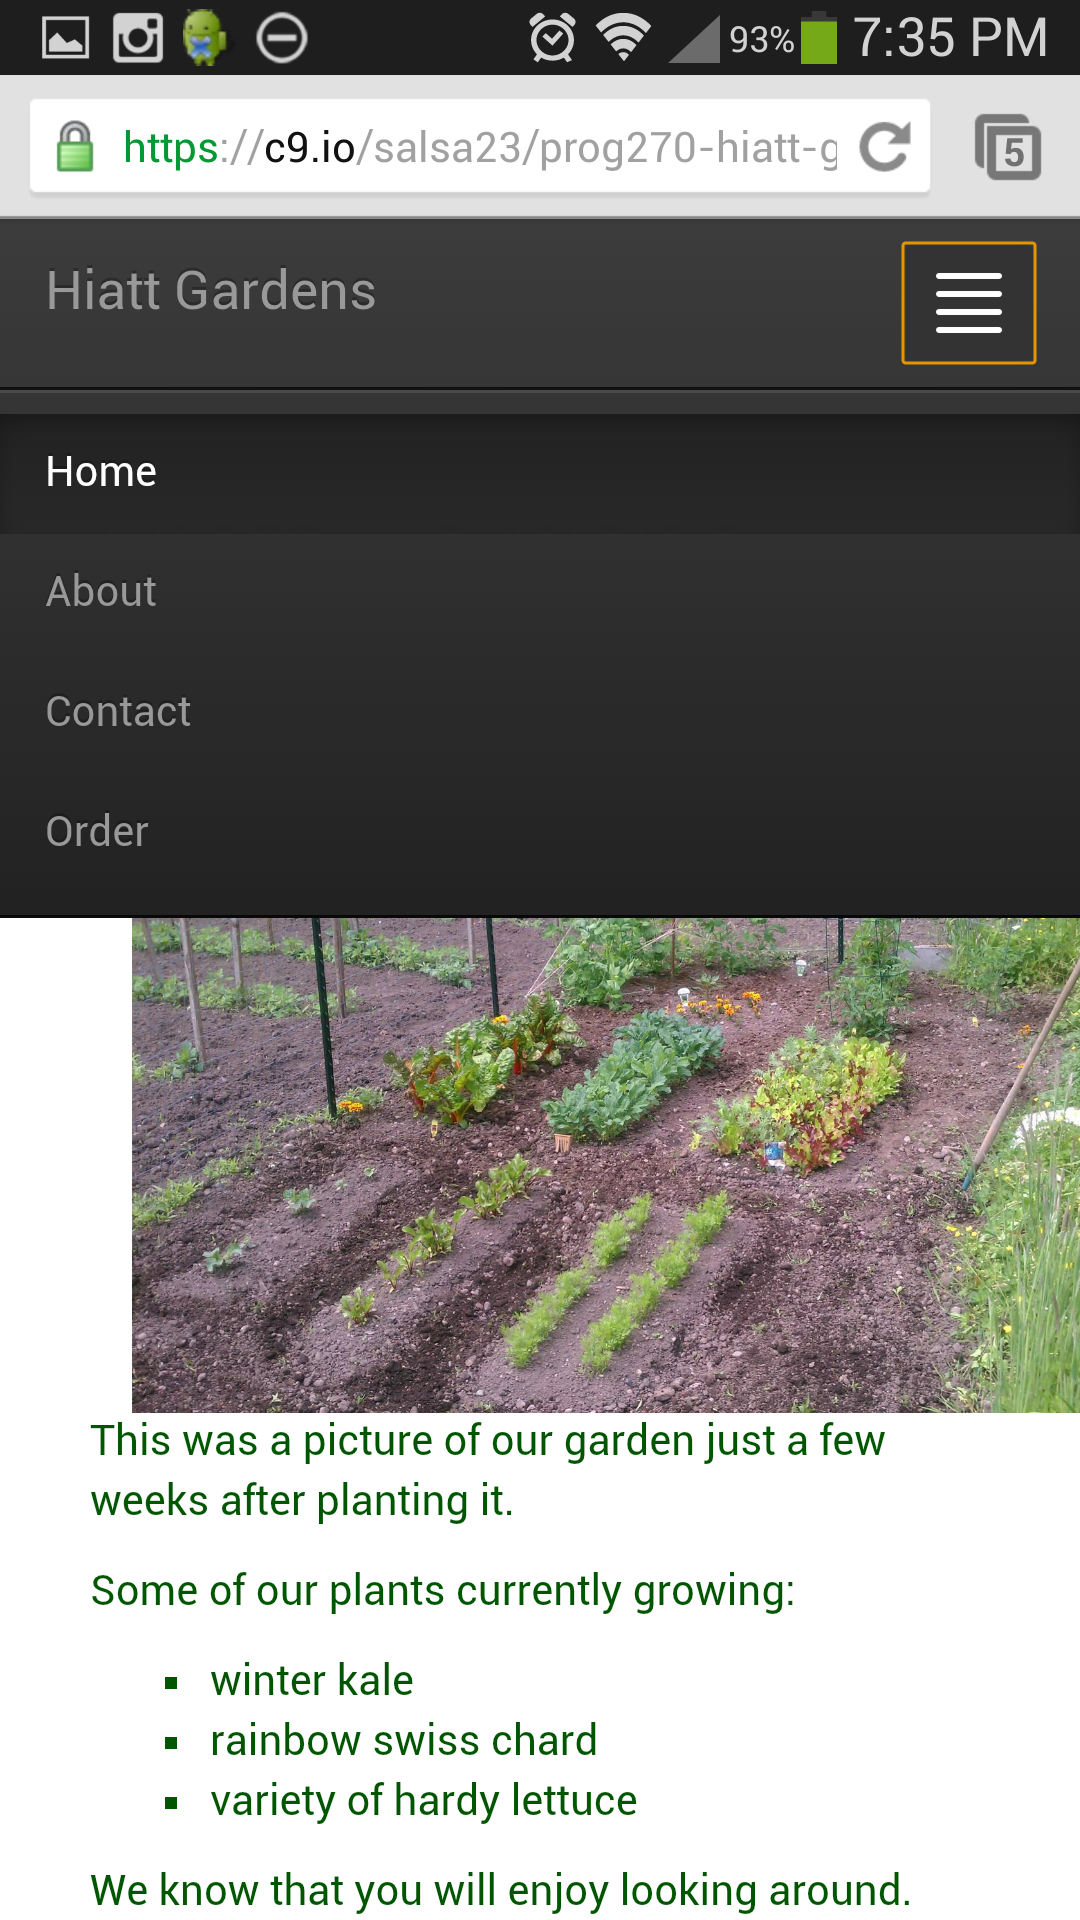 93% 7:35 PM
https://c9.io/salsa23/prog270-hiatt-g
5
Hiatt Gardens
Home
About
Contact
Order
This was a picture of our garden just a few
weeks after planting it.
Some of our plants currently growing:
▪ winter kale
▪ rainbow swiss chard
▪ variety of hardy lettuce
We know that you will enjoy looking around.